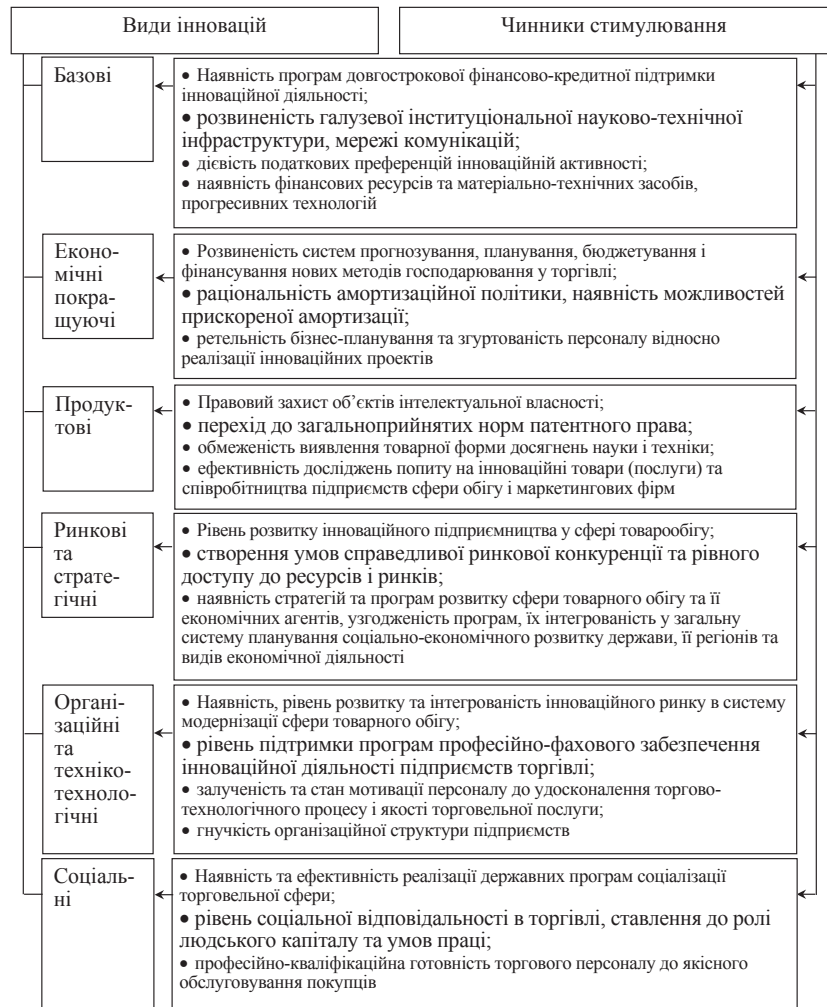 Види інновацій
Чинники стимулювання
Базові
• Наявність програм довгострокової фінансово-кредитної підтримки
інноваційної діяльності;
• розвиненість галузевої інституціональної науково-технічної
інфраструктури, мережі комунікацій;
• дієвість податкових преференцій інноваційній активності;
• наявність фінансових ресурсів та матеріально-технічних засобів,
прогресивних технологій
Еконо-
мічні
покра-
щуючі
• Розвиненість систем прогнозування, планування, бюджетування і
фінансування нових методів господарювання у торгівлі;
• раціональність амортизаційної політики, наявність можливостей
прискореної амортизації;
• ретельність бізнес-планування та згуртованість персоналу відносно
реалізації інноваційних проектів
Продук-
тові
• Правовий захист об’єктів інтелектуальної власності;
• перехід до загальноприйнятих норм патентного права;
• обмеженість виявлення товарної форми досягнень науки і техніки;
• ефективність досліджень попиту на інноваційні товари (послуги) та
співробітництва підприємств сфери обігу і маркетингових фірм
Ринкові
та
страте-
гічні
• Рівень розвитку інноваційного підприємництва у сфері товарообігу;
• створення умов справедливої ринкової конкуренції та рівного
доступу до ресурсів і ринків;
• наявність стратегій та програм розвитку сфери товарного обігу та її
економічних агентів, узгодженість програм, їх інтегрованість у загальну
систему планування соціально-економічного розвитку держави, її регіонів та
видів економічної діяльності
Органі-
заційні
та
техніко-
техноло-
гічні
• Наявність, рівень розвитку та інтегрованість інноваційного ринку в систему
модернізації сфери товарного обігу;
• рівень підтримки програм професійно-фахового забезпечення
інноваційної діяльності підприємств торгівлі;
• залученість та стан мотивації персоналу до удосконалення торгово-
технологічного процесу і якості торговельної послуги;
• гнучкість організаційної структури підприємств
Соціаль-
ні
• Наявність та ефективність реалізації державних програм соціалізації
торговельної сфери;
• рівень соціальної відповідальності в торгівлі, ставлення до ролі
людського капіталу та умов праці;
• професійно-кваліфікаційна готовність торгового персоналу до якісного
обслуговування покупців